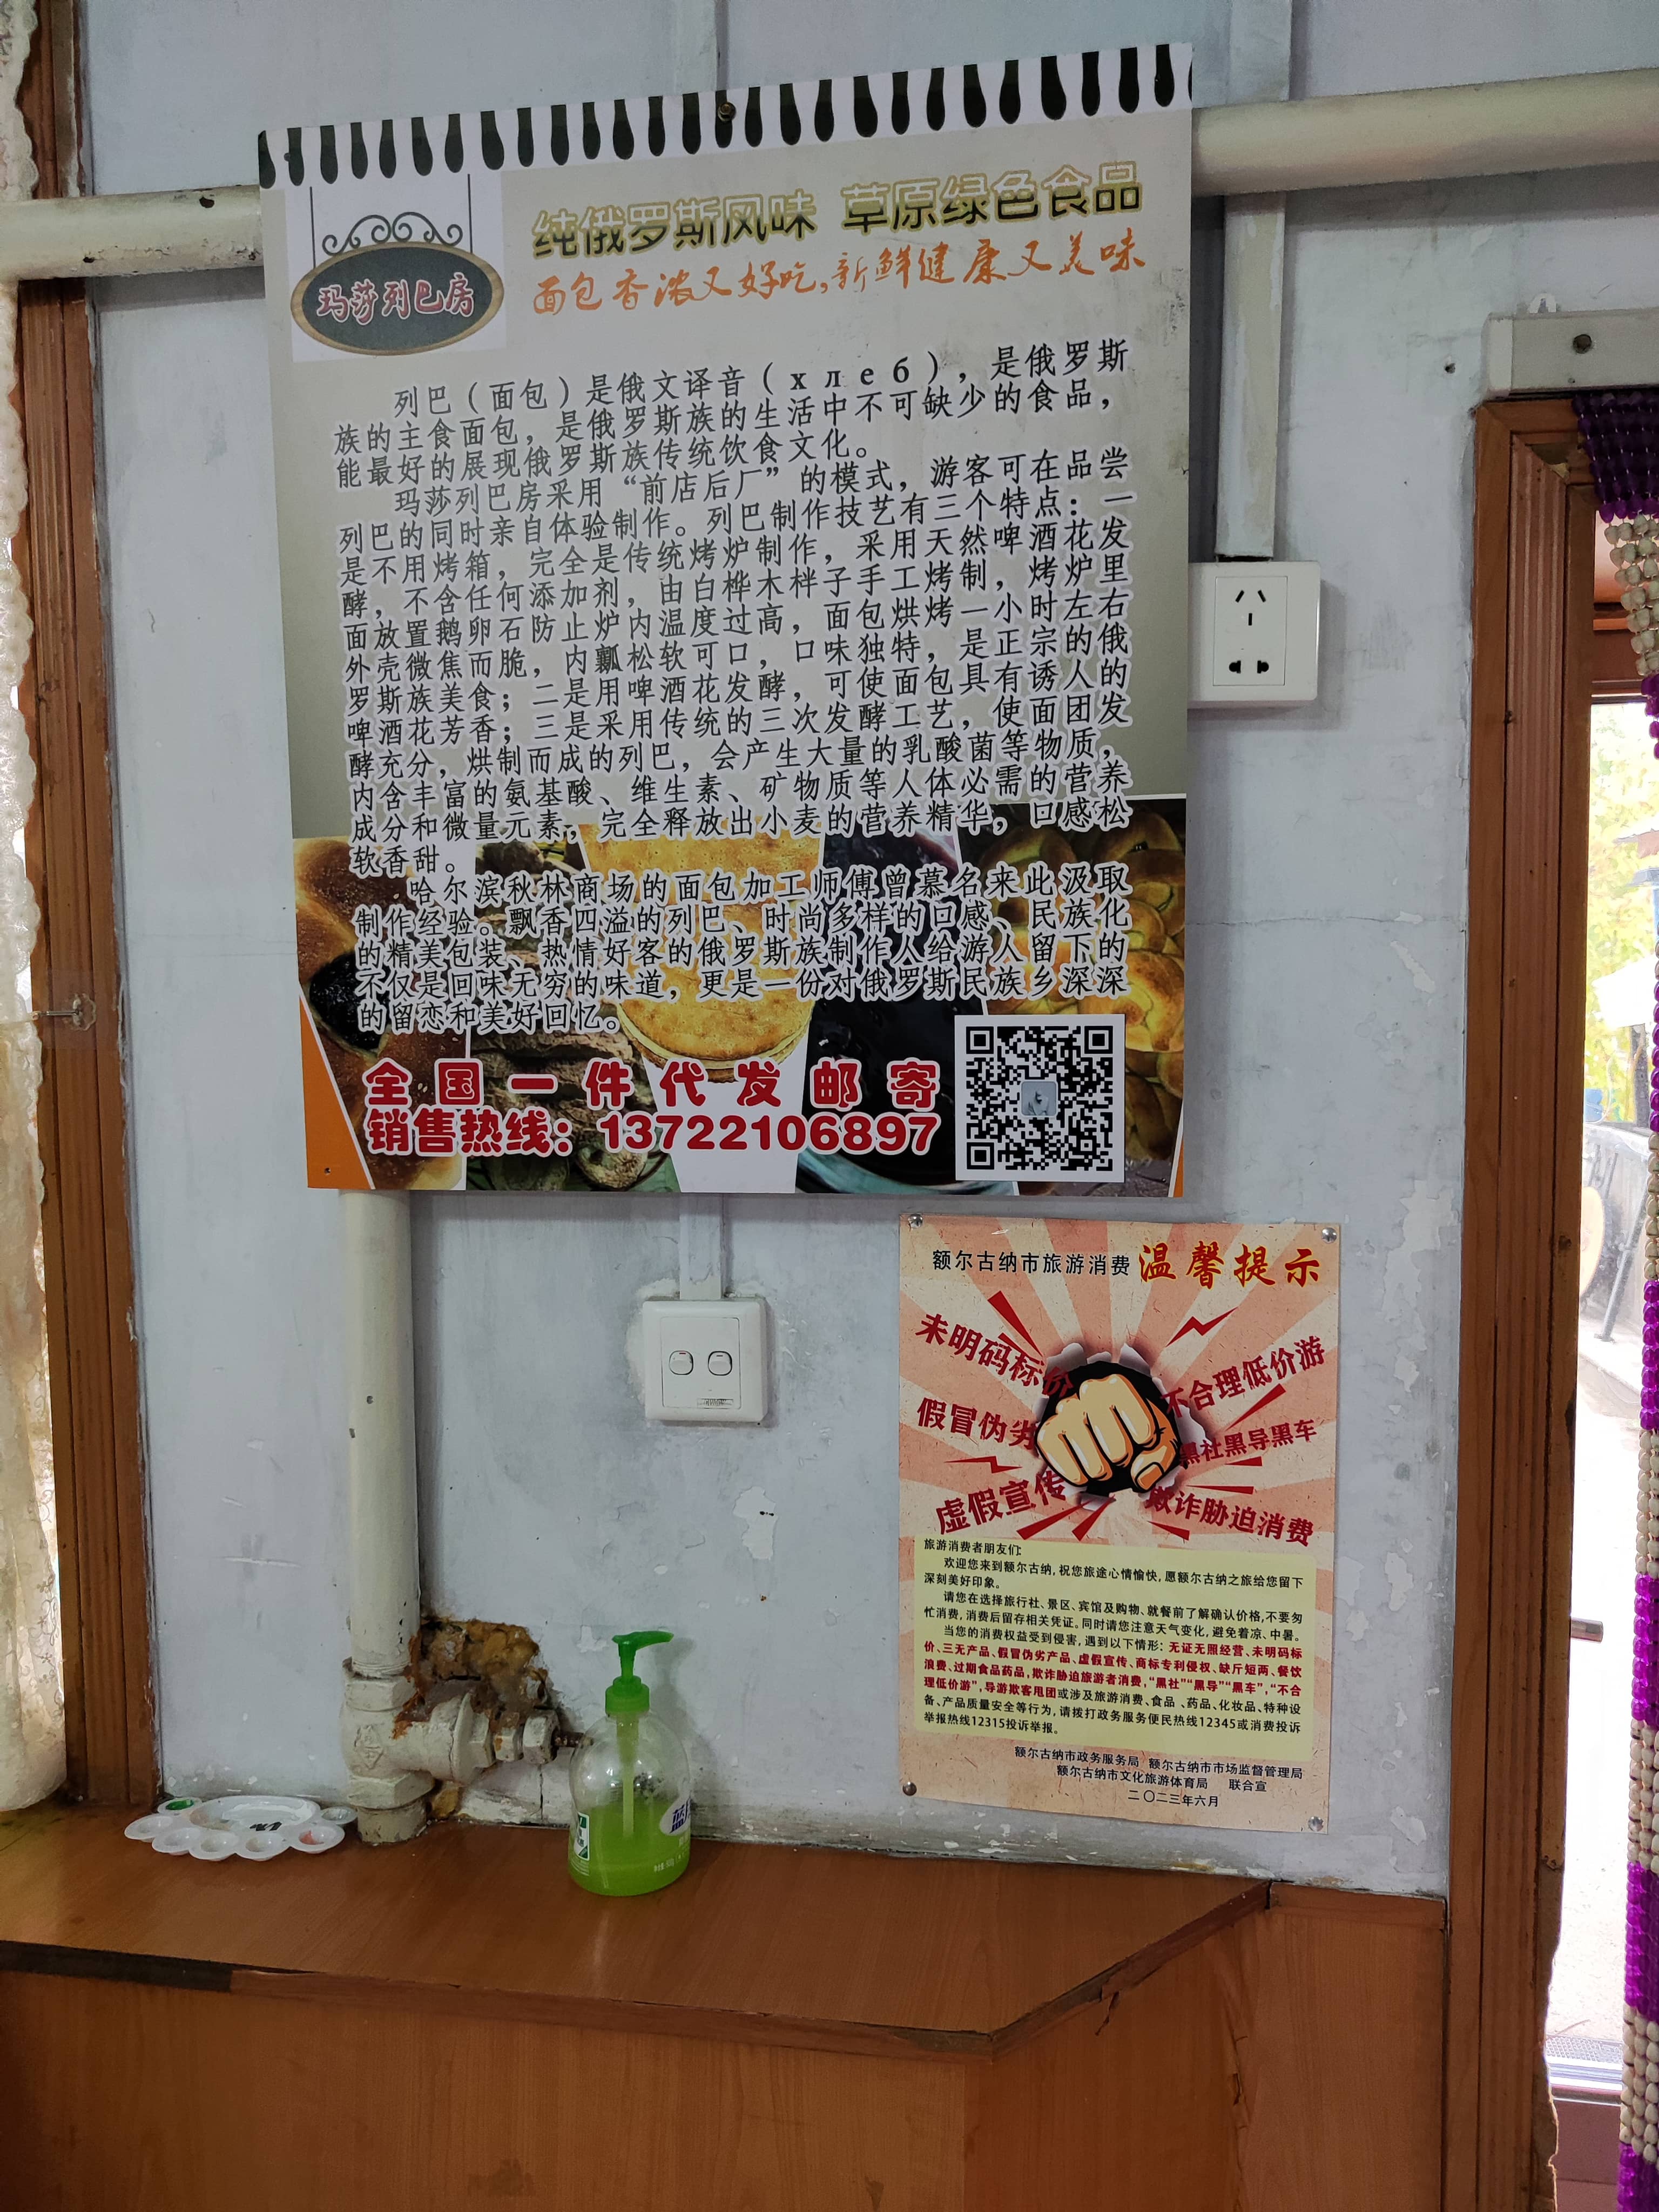 玛莎列巴房
纯俄罗斯风味 草原绿色食品
面包香浓又好吃,新鲜健康又美味
列巴（面包）是俄文译音（хлеб），是俄罗斯
族的主食面包，是俄罗斯族的生活中不可缺少的食品，
能最好的展现俄罗斯族传统饮食文化。
玛莎列巴房采用“前店后厂”的模式，游客可在品尝
列巴的同时亲自体验制作。列巴制作技艺有三个特点：一
是不用烤箱，完全是传统烤炉制作，采用天然啤酒花发
酵，不含任何添加剂，由白桦木柈子手工烤制，烤炉里
面放置鹅卵石防止炉内温度过高，面包烘烤一小时左右
外壳微焦而脆，内瓤松软可口，口味独特，是正宗的俄
罗斯族美食；二是用啤酒花发酵，可使面包具有诱人的
啤酒花芳香；三是采用传统的三次发酵工艺，使面团发
酵充分，烘制而成的列巴，会产生大量的乳酸菌等物质，
内含丰富的氨基酸、维生素、矿物质等人体必需的营养
成分和微量元素，完全释放出小麦的营养精华，口感松
软香甜。
哈尔滨秋林商场的面包加工师傅曾慕名来此汲取
制作经验。飘香四溢的列巴、时尚多样的口感、民族化
的精美包装、热情好客的俄罗斯族制作人给游人留下的
不仅是回味无穷的味道，更是一份对俄罗斯民族乡深深
的留恋和美好回忆。
全国一件代发邮寄
销售热线：13722106897
额尔古纳市旅游消费 温馨提示
未明码标价
不合理低价游
假冒伪劣
黑社黑导黑车
虚假宣传
欺诈胁迫消费
旅游消费者朋友们:
欢迎您来到额尔古纳,祝您旅途心情愉快,愿额尔古纳之旅给您留下
深刻美好印象。
请您在选择旅行社、景区、宾馆及购物、就餐前了解确认价格,不要匆
忙消费,消费后留存相关凭证。同时请您注意天气变化,避免着凉、中暑。
当您的消费权益受到侵害,遇到以下情形:无证无照经营、未明码标
价、三无产品、假冒伪劣产品、虚假宣传、商标专利侵权、缺斤短两、餐饮
浪费、过期食品药品,欺诈胁迫旅游者消费,“黑社”“黑导”“黑车”,“不合
理低价游”,导游欺客甩团或涉及旅游消费、食品、药品、化妆品、特种设
备、产品质量安全等行为,请拨打政务服务便民热线12345或消费投诉
举报热线12315投诉举报。
额尔古纳市政务服务局 额尔古纳市市场监督管理局
额尔古纳市文化旅游体育局 联合宣
二〇二三年六月
蓝